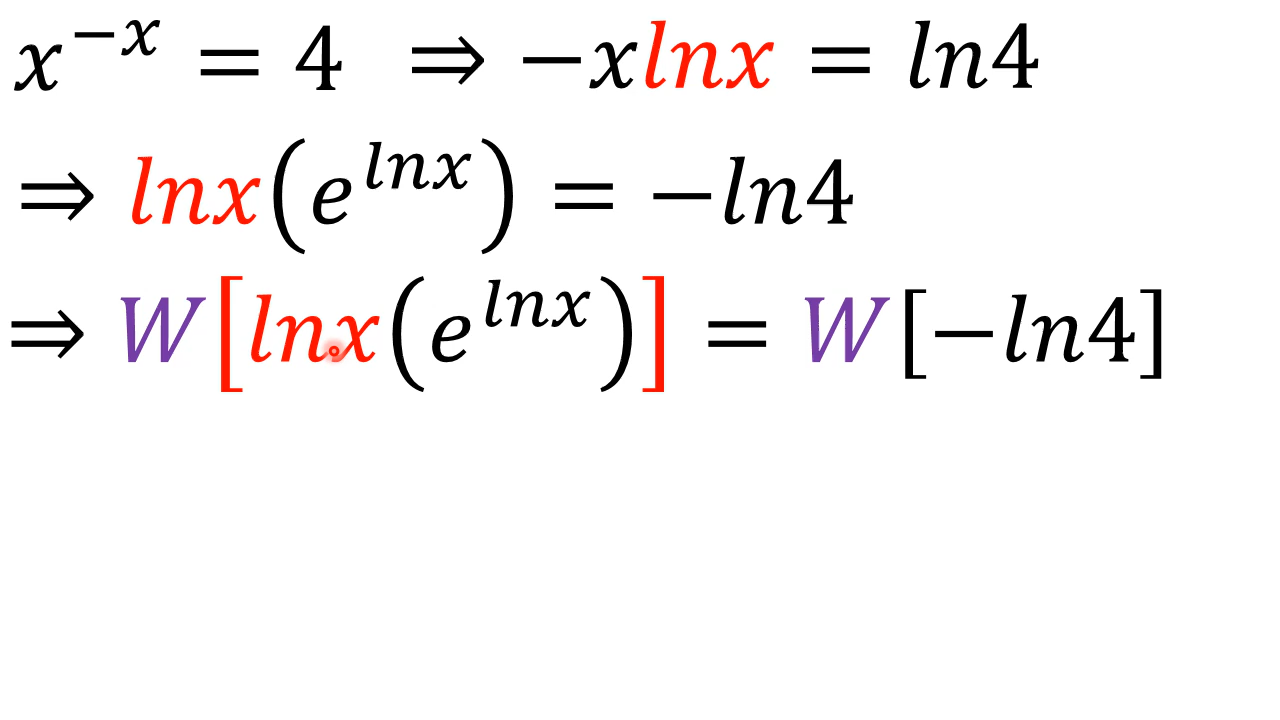 x⁻ˣ = 4 ⇒ −xlnx = ln4
⇒ lnx(e^{lnx}) = −ln4
⇒ W[lnx(e^{lnx})] = W[−ln4]